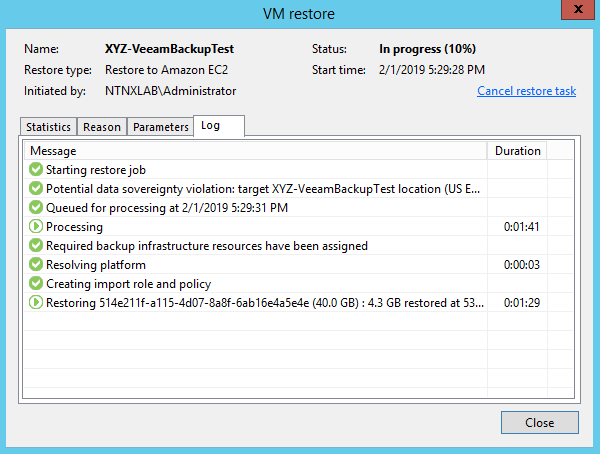 VM restore
Name: XYZ-VeeamBackupTest Status: In progress (10%)
Restore type: Restore to Amazon EC2 Start time: 2/1/2019 5:29:28 PM
Initiated by: NTNXLAB\Administrator Cancel restore task
Statistics Reason Parameters Log
Message Duration
Starting restore job
Potential data sovereignty violation: target XYZ-VeeamBackupTest location (US E...
Queued for processing at 2/1/2019 5:29:31 PM
Processing 0:01:41
Required backup infrastructure resources have been assigned
Resolving platform 0:00:03
Creating import role and policy
Restoring 514e211f-a115-4d07-8a8f-6ab16e4a5e4e (40.0 GB) : 4.3 GB restored at 53... 0:01:29
Close